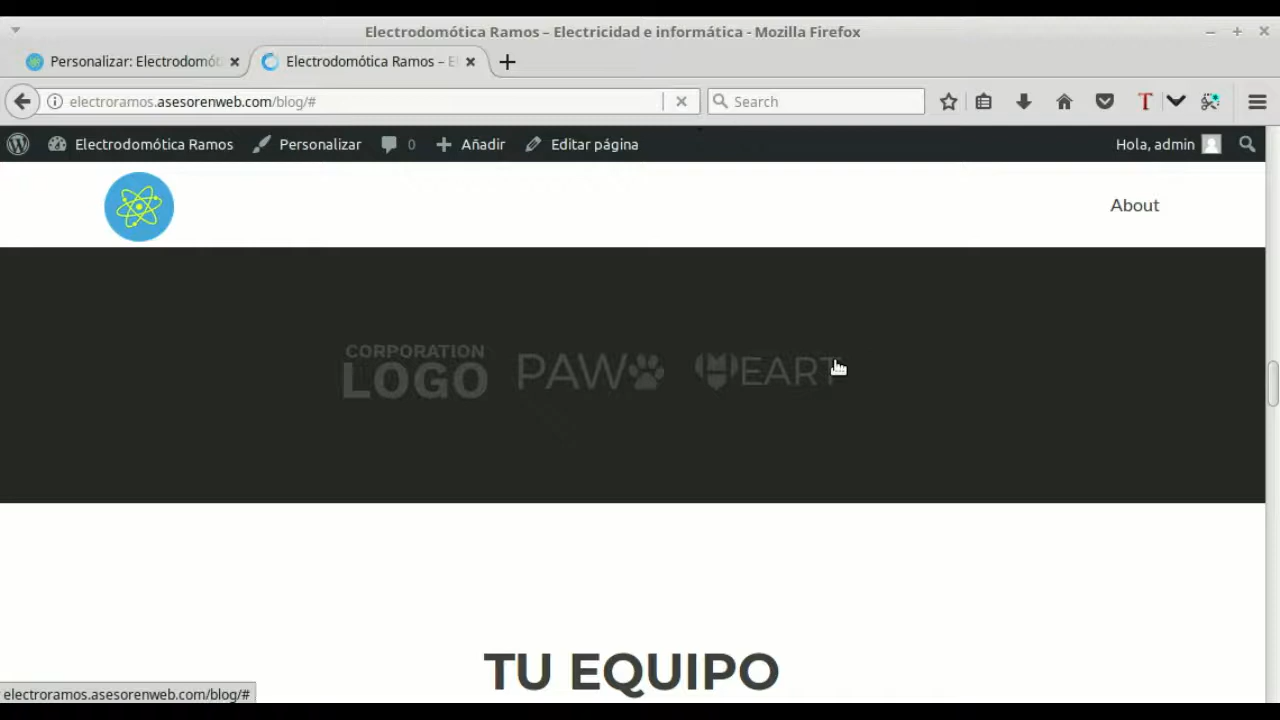 Electrodomótica Ramos – Electricidad e informática - Mozilla Firefox
Personalizar: Electrodomót
Electrodomótica Ramos – E
electroramos.asesorenweb.com/blog/#
Search
Electrodomótica Ramos
Personalizar
0
Añadir
Editar página
Hola, admin
About
CORPORATION
LOGO
PAW
HEART
TU EQUIPO
electroramos.asesorenweb.com/blog/#